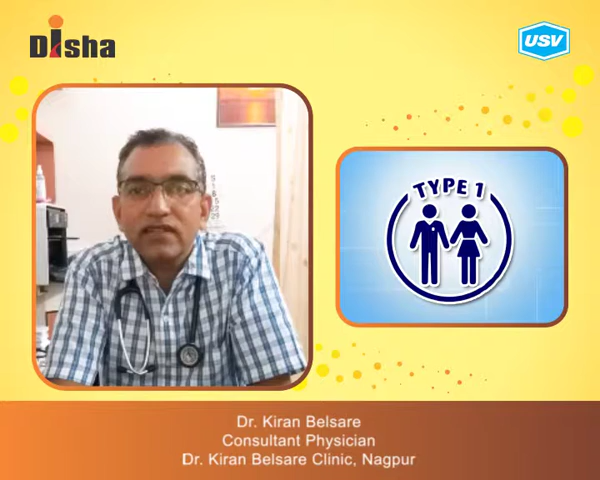 Disha
USV
TYPE 1
Dr. Kiran Belsare
Consultant Physician
Dr. Kiran Belsare Clinic, Nagpur